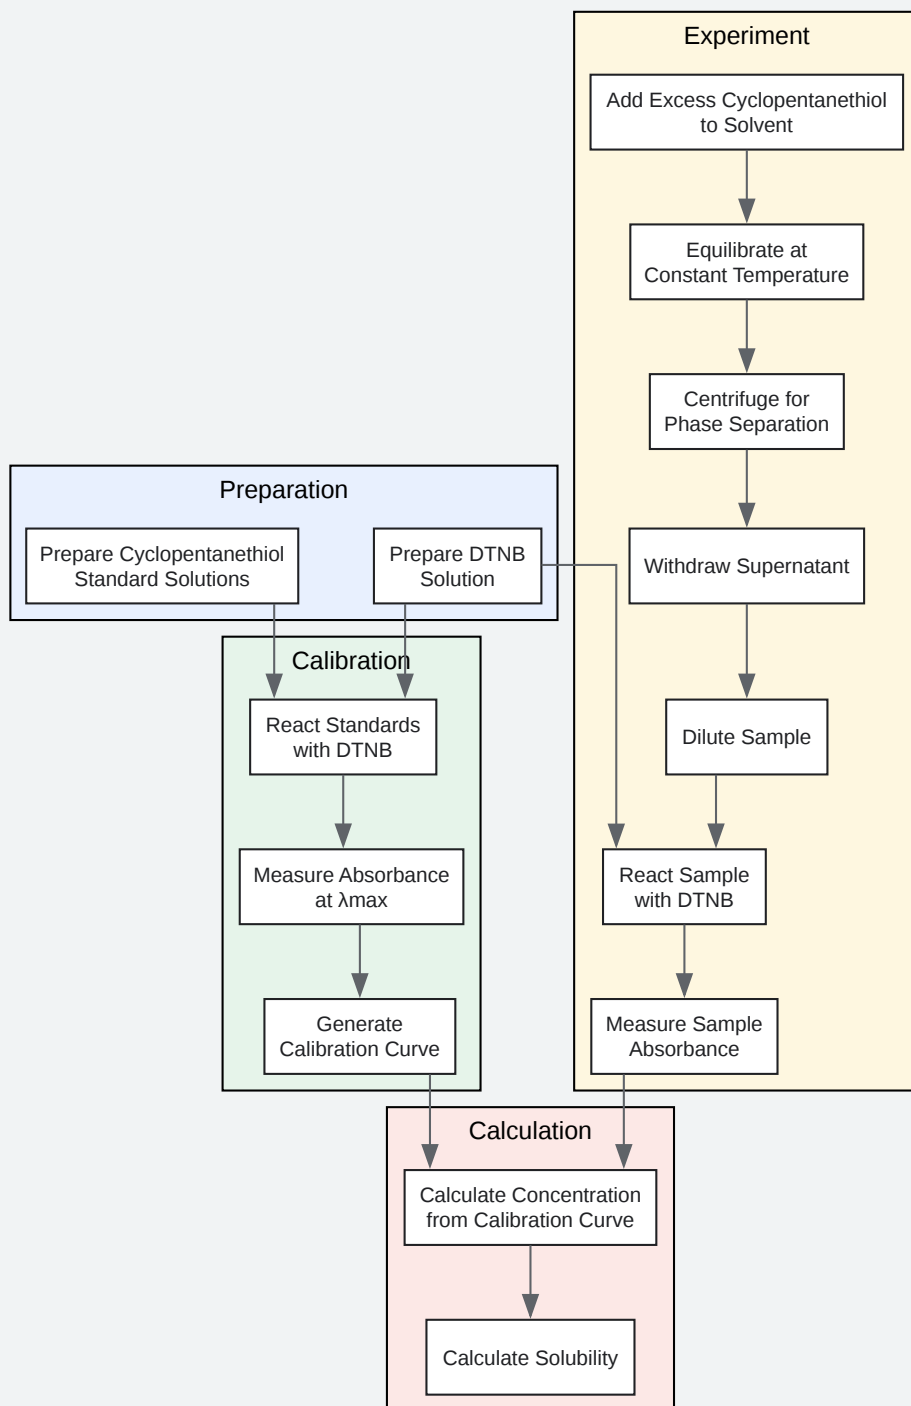 Experiment
Add Excess Cyclopentanethiol
to Solvent
Equilibrate at
Constant Temperature
Centrifuge for
Phase Separation
Withdraw Supernatant
Dilute Sample
React Sample
with DTNB
Measure Sample
Absorbance
Preparation
Prepare Cyclopentanethiol
Standard Solutions
Prepare DTNB
Solution
Calibration
React Standards
with DTNB
Measure Absorbance
at λmax
Generate
Calibration Curve
Calculation
Calculate Concentration
from Calibration Curve
Calculate Solubility